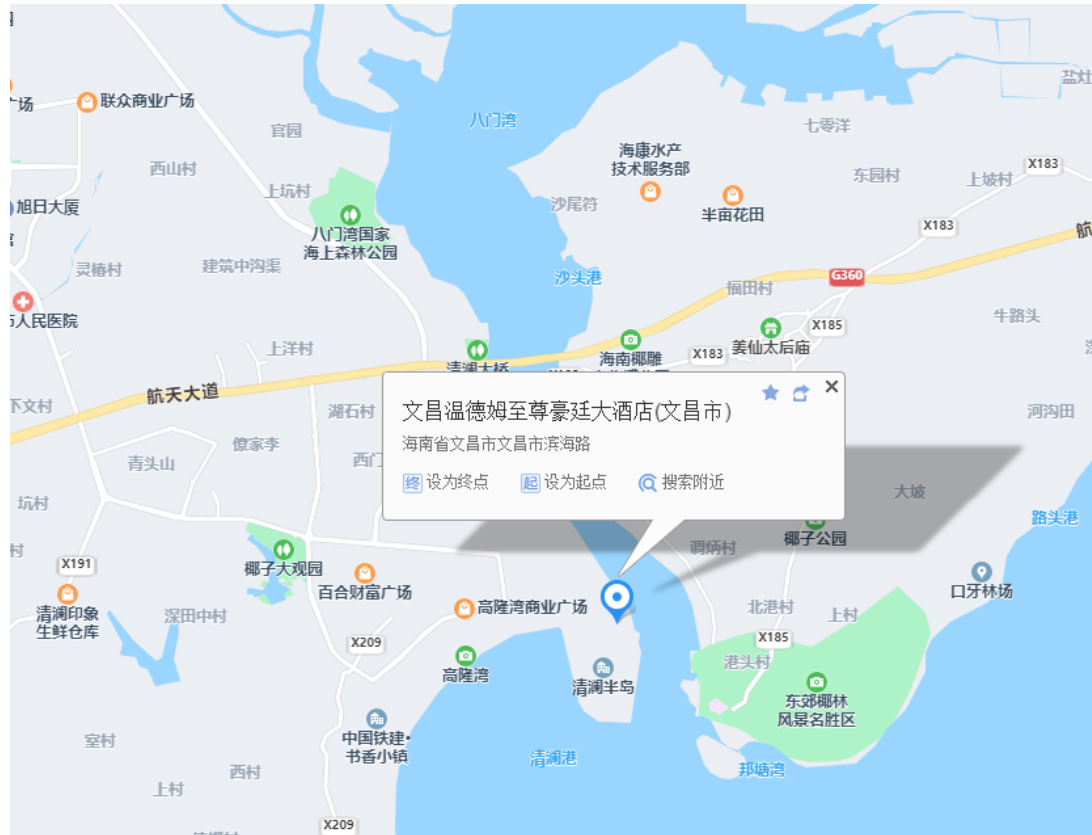 八门湾
盐灶
联众商业广场
广场
官园
七零洋
西山村
海康水产
技术服务部
X183
东园村
上坡村
上坑村
沙尾符
半亩花田
旭日大厦
X183
八门湾国家
海上森林公园
航
灵椿村
建筑中沟渠
沙头港
福田村
G360
人民医院
牛路头
X185
上洋村
清澜大桥
海南椰雕
X183
姜仙太后庙
航天大道
下文村
湖石村
文昌温德姆至尊豪廷大酒店(文昌市)
河沟田
僚家李
海南省文昌市文昌市滨海路
青头山
西门
终 设为终点
起 设为起点
搜索附近
大坡
坑村
路头港
椰子公园
村
调炳村
X191
椰子大观园
百合财富广场
口牙林场
清澜印象
生鲜仓库
深田中村
高隆湾商业广场
北港村
上村
X209
X185
高隆湾
港头村
清澜半岛
东郊椰林
风景名胜区
中国铁建·
书香小镇
室村
清澜港
邦塘湾
西村
上村
X209